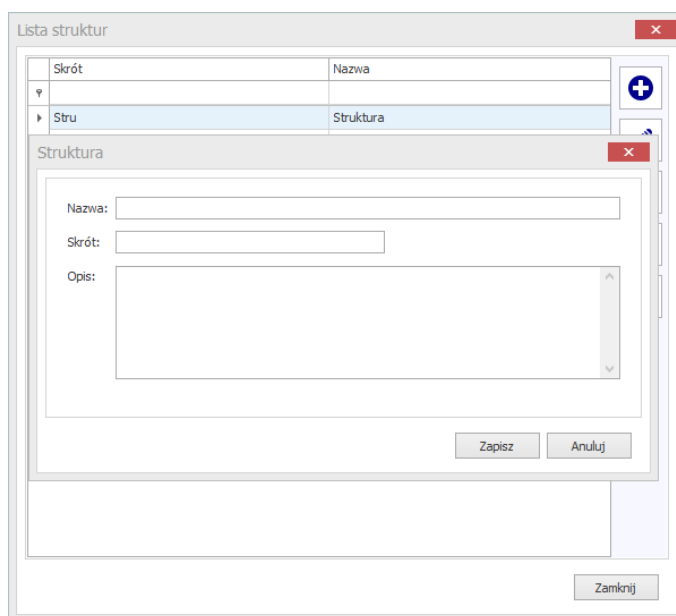 Lista struktur
Skrót Nazwa
Stru Struktura
Struktura
Nazwa:
Skrót:
Opis:
Zapisz Anuluj
Zamknij